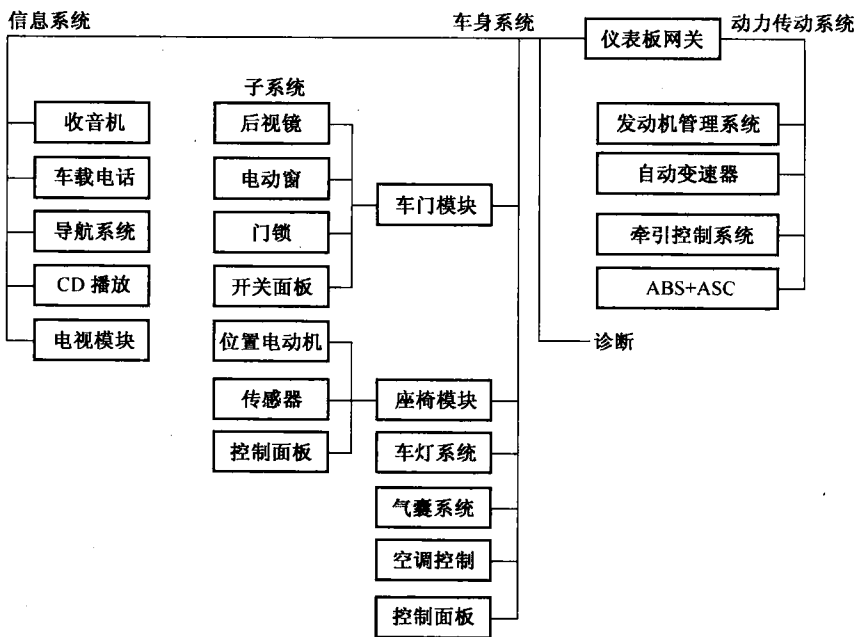 信息系统
车身系统
仪表板网关
动力传动系统
收音机
车载电话
导航系统
CD 播放
电视模块
子系统
后视镜
电动窗
门锁
开关面板
位置电动机
传感器
控制面板
车门模块
座椅模块
车灯系统
气囊系统
空调控制
控制面板
发动机管理系统
自动变速器
牵引控制系统
ABS+ASC
诊断